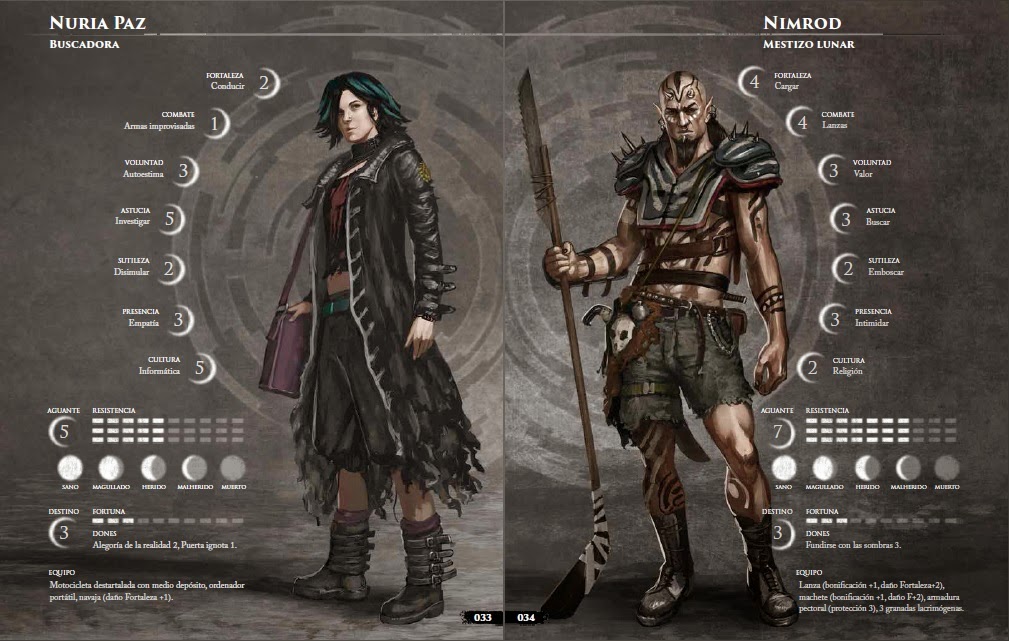 Nuria Paz
Buscadora
FORTALEZA
Conducir
2
COMBATE
Armas improvisadas
1
VOLUNTAD
Autoestima
3
ASTUCIA
Investigar
5
SUTILEZA
Disimular
2
PRESENCIA
Empatía
3
CULTURA
Informática
5
AGUANTE
5
RESISTENCIA
SANO MAGULLADO HERIDO MALHERIDO MUERTO
DESTINO
3
FORTUNA
DONES
Alegoría de la realidad 2, Puerta ignota 1.
EQUIPO
Motocicleta destartalada con medio depósito, ordenador
portátil, navaja (daño Fortaleza +1).
033
Nimrod
Mestizo lunar
4
FORTALEZA
Cargar
4
COMBATE
Lanzas
3
VOLUNTAD
Valor
3
ASTUCIA
Buscar
2
SUTILEZA
Emboscar
3
PRESENCIA
Intimidar
2
CULTURA
Religión
AGUANTE
7
RESISTENCIA
SANO MAGULLADO HERIDO MALHERIDO MUERTO
DESTINO
3
FORTUNA
DONES
Fundirse con las sombras 3.
EQUIPO
Lanza (bonificación +1, daño Fortaleza+2),
machete (bonificación +1, daño F+2), armadura
pectoral (protección 3), 3 granadas lacrimógenas.
034